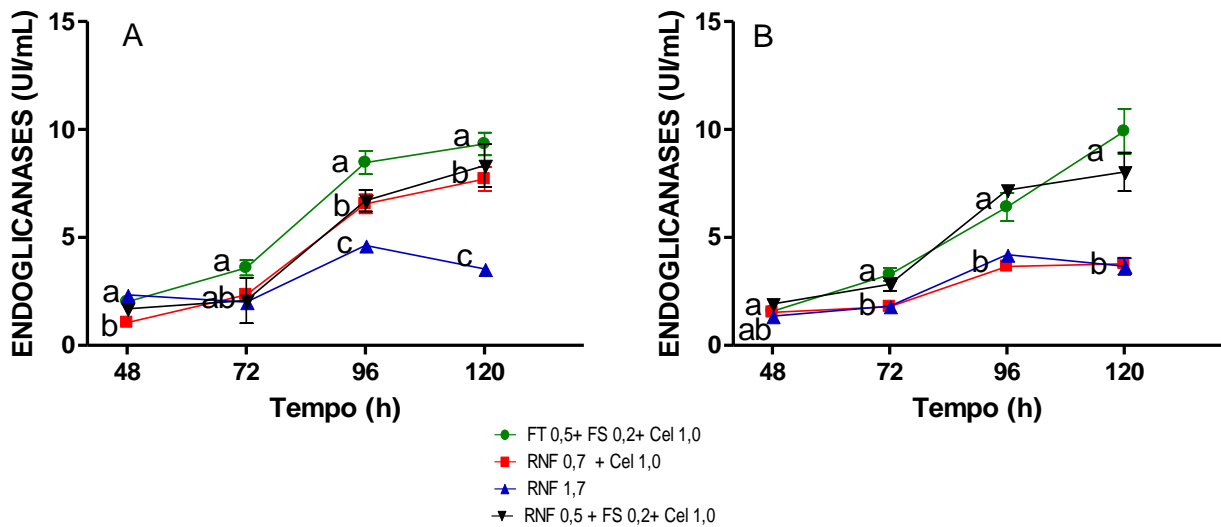 A
ENDOGLICANASES (UI/mL)
15
10
5
0
a
b
a
ab
a
b
c
a
b
c
48
72
96
120
Tempo (h)
B
ENDOGLICANASES (UI/mL)
15
10
5
0
a
ab
a
b
a
b
a
b
48
72
96
120
Tempo (h)
FT 0,5+ FS 0,2+ Cel 1,0
RNF 0,7 + Cel 1,0
RNF 1,7
RNF 0,5 + FS 0,2+ Cel 1,0